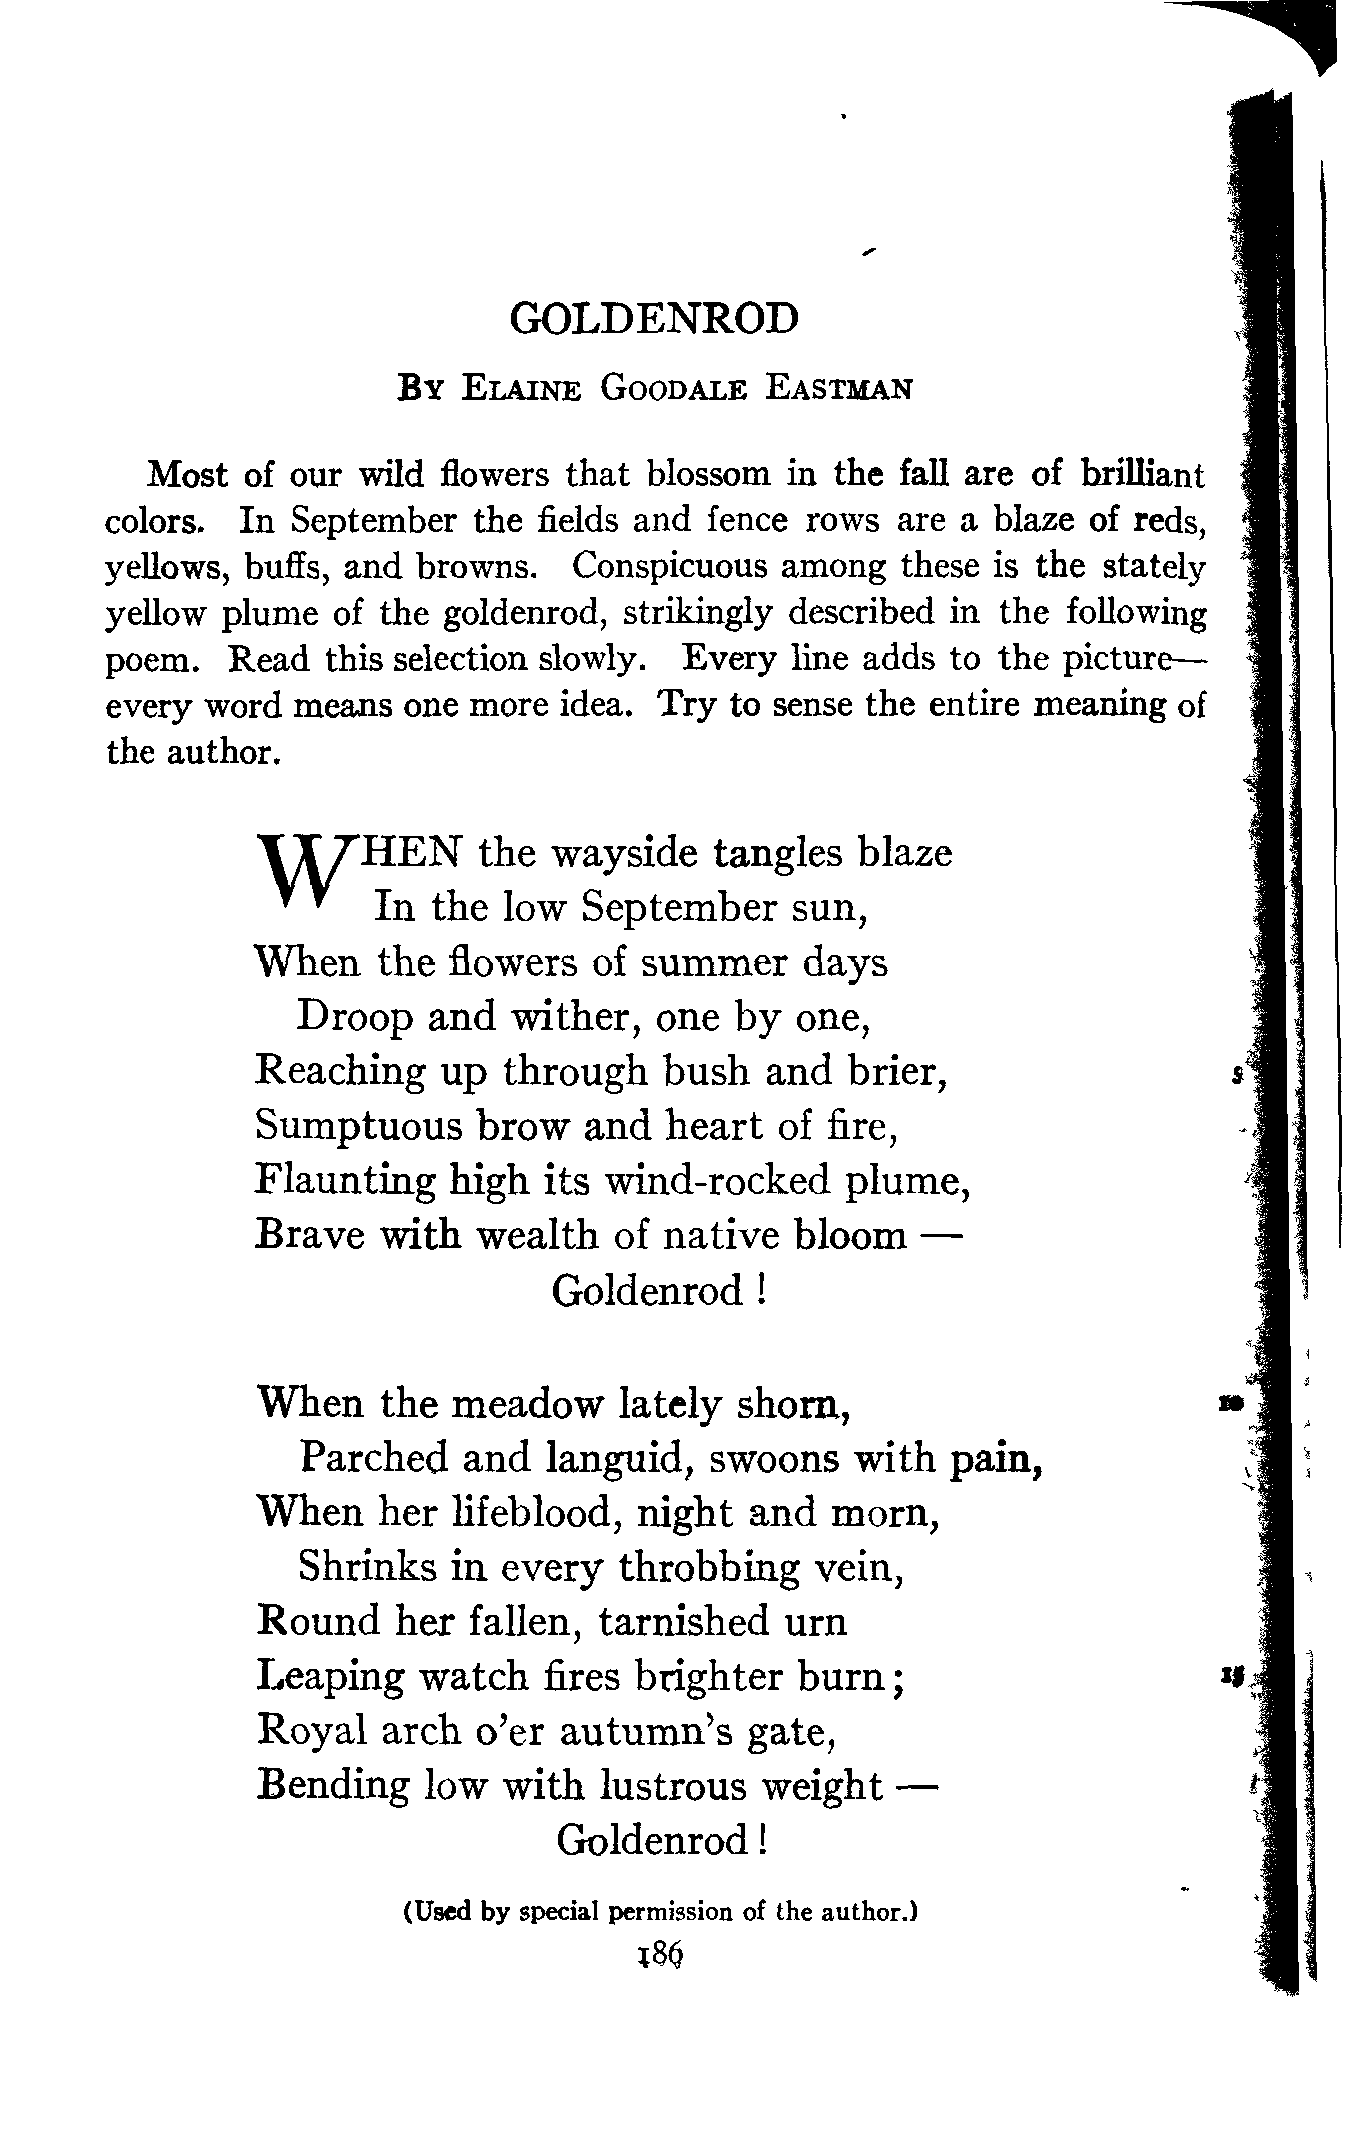 GOLDENROD
BY ELAINE GOODALE EASTMAN
Most of our wild flowers that blossom in the fall are of brilliant
colors. In September the fields and fence rows are a blaze of reds,
yellows, buffs, and browns. Conspicuous among these is the stately
yellow plume of the goldenrod, strikingly described in the following
poem. Read this selection slowly. Every line adds to the picture—
every word means one more idea. Try to sense the entire meaning of
the author.
WHEN the wayside tangles blaze
In the low September sun,
When the flowers of summer days
Droop and wither, one by one,
Reaching up through bush and brier, 5
Sumptuous brow and heart of fire,
Flaunting high its wind-rocked plume,
Brave with wealth of native bloom —
Goldenrod !
When the meadow lately shorn, 10
Parched and languid, swoons with pain,
When her lifeblood, night and morn,
Shrinks in every throbbing vein,
Round her fallen, tarnished urn
Leaping watch fires brighter burn; 15
Royal arch o'er autumn's gate,
Bending low with lustrous weight —
Goldenrod!
(Used by special permission of the author.)
186